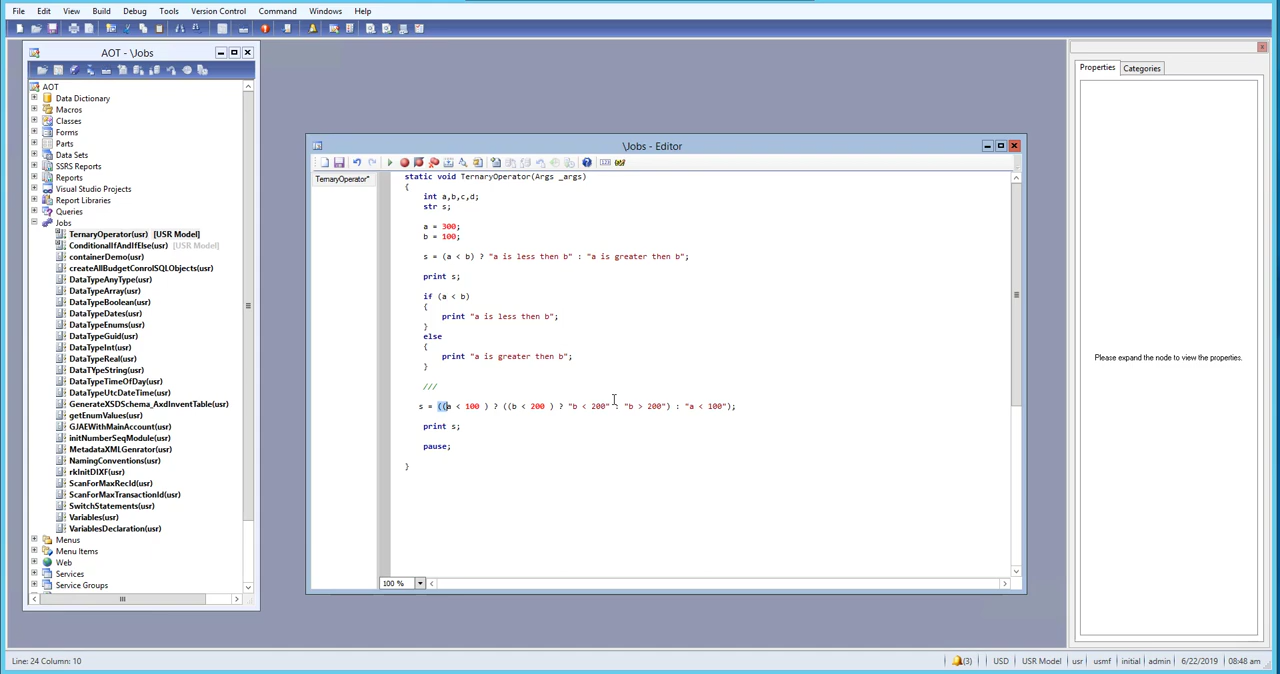 File Edit View Build Debug Tools Version Control Command Windows Help
AOT - \Jobs
AOT
Data Dictionary
Macros
Classes
Forms
Parts
Data Sets
SSRS Reports
Reports
Visual Studio Projects
Report Libraries
Queries
Jobs
TernaryOperator(usr) [USR Model]
ConditionalIfAndIfElse(usr) [USR Model]
containerDemo(usr)
createAllBudgetConrolSQLObjects(usr)
DataTypeAnyType(usr)
DataTypeArray(usr)
DataTypeBoolean(usr)
DataTypeDates(usr)
DataTypeEnums(usr)
DataTypeGuid(usr)
DataTypeInt(usr)
DataTypeReal(usr)
DataTYpeString(usr)
DataTypeTimeOfDay(usr)
DataTypeUtcDateTime(usr)
GenerateXSDSchema_AxdInventTable(usr)
getEnumValues(usr)
GJAEWithMainAccount(usr)
initNumberSeqModule(usr)
MetadataXMLGenrator(usr)
NamingConventions(usr)
rkInitDIXF(usr)
ScanForMaxRecId(usr)
ScanForMaxTransactionId(usr)
SwitchStatements(usr)
Variables(usr)
VariablesDeclaration(usr)
Menus
Menu Items
Web
Services
Service Groups
\Jobs - Editor
TernaryOperator*
static void TernaryOperator(Args _args)
{
int a,b,c,d;
str s;
a = 300;
b = 100;
s = (a < b) ? "a is less then b" : "a is greater then b";
print s;
if (a < b)
{
print "a is less then b";
}
else
{
print "a is greater then b";
}
///
s = ((a < 100 ) ? ((b < 200 ) ? "b < 200" : "b > 200") : "a < 100");
print s;
pause;
}
100 %
Properties Categories
Please expand the node to view the properties.
Line: 24 Column: 10
(3) USD USR Model usr usmf initial admin 6/22/2019 08:48 am